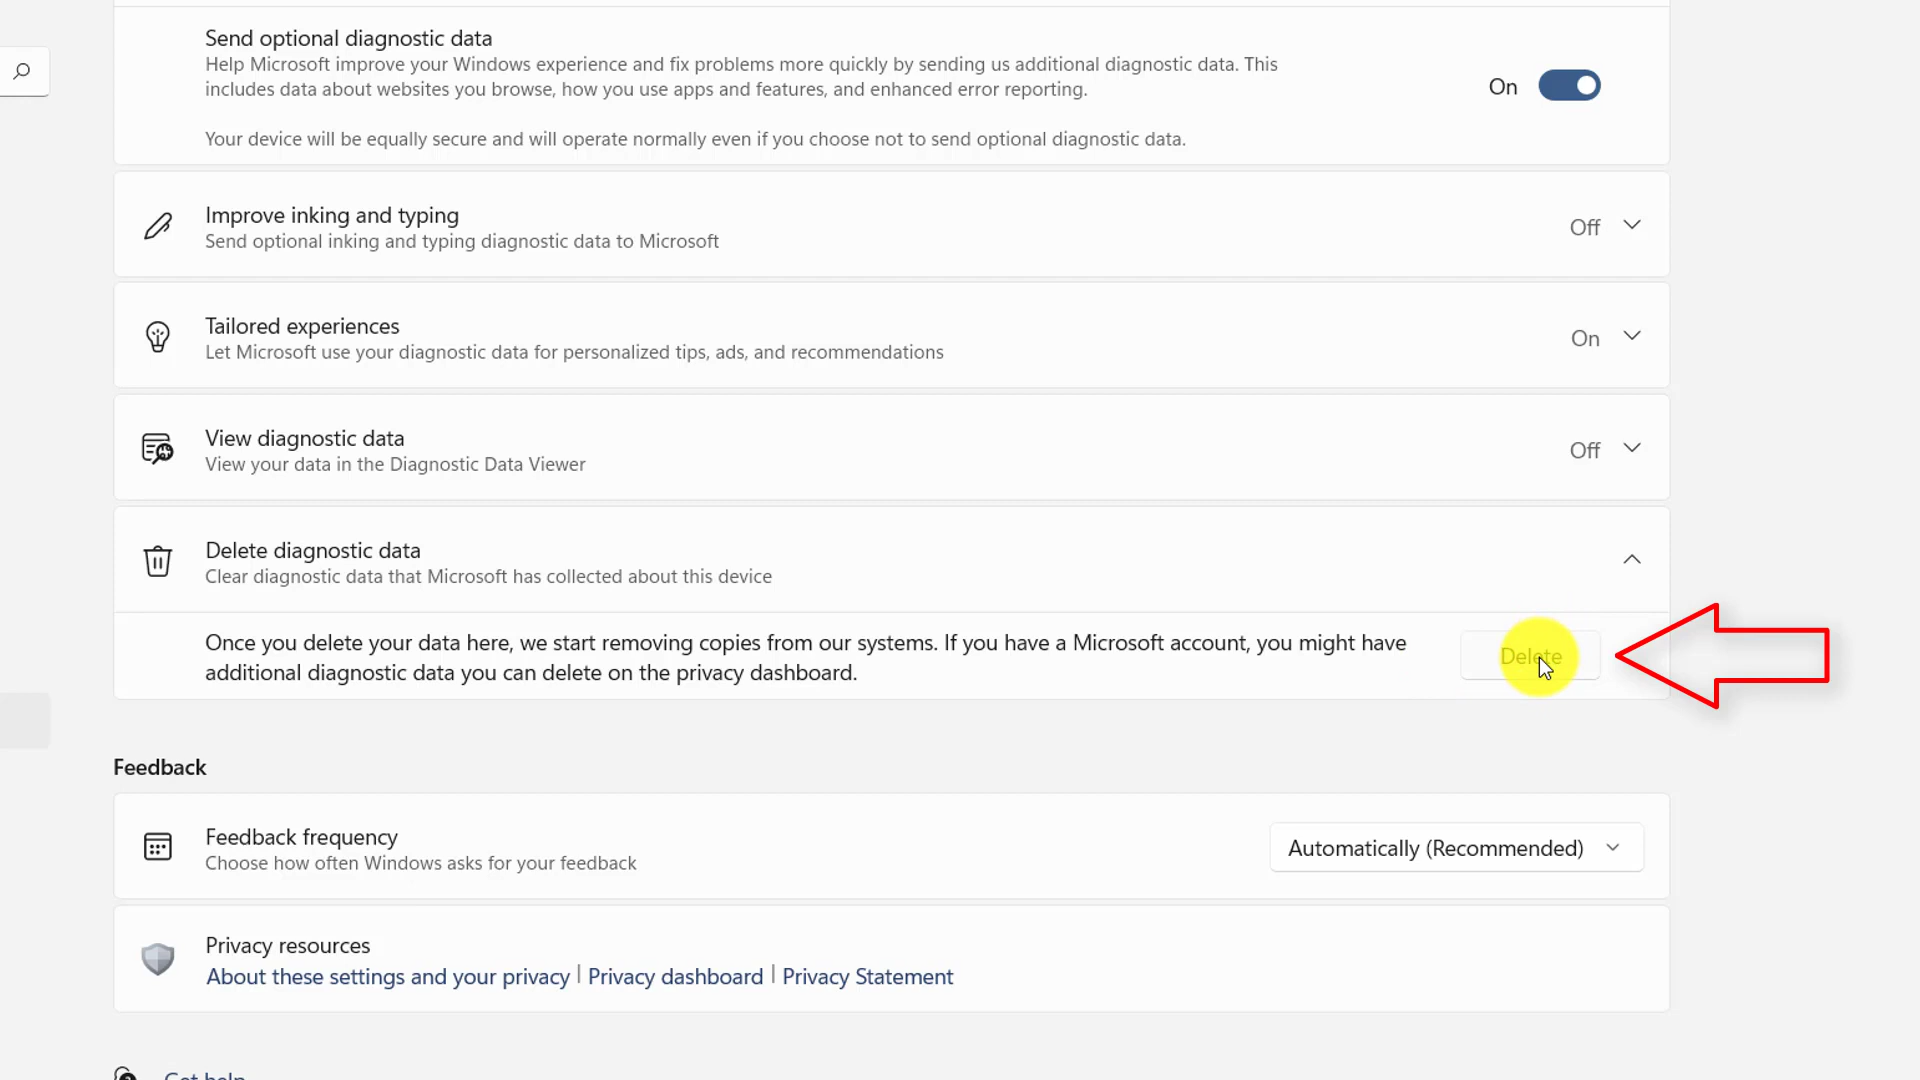 Send optional diagnostic data
Help Microsoft improve your Windows experience and fix problems more quickly by sending us additional diagnostic data. This
includes data about websites you browse, how you use apps and features, and enhanced error reporting.
On
Your device will be equally secure and will operate normally even if you choose not to send optional diagnostic data.
Improve inking and typing
Send optional inking and typing diagnostic data to Microsoft
Off
Tailored experiences
Let Microsoft use your diagnostic data for personalized tips, ads, and recommendations
On
View diagnostic data
View your data in the Diagnostic Data Viewer
Off
Delete diagnostic data
Clear diagnostic data that Microsoft has collected about this device
Once you delete your data here, we start removing copies from our systems. If you have a Microsoft account, you might have
additional diagnostic data you can delete on the privacy dashboard.
Delete
Feedback
Feedback frequency
Choose how often Windows asks for your feedback
Automatically (Recommended)
Privacy resources
About these settings and your privacy | Privacy dashboard | Privacy Statement
Get help